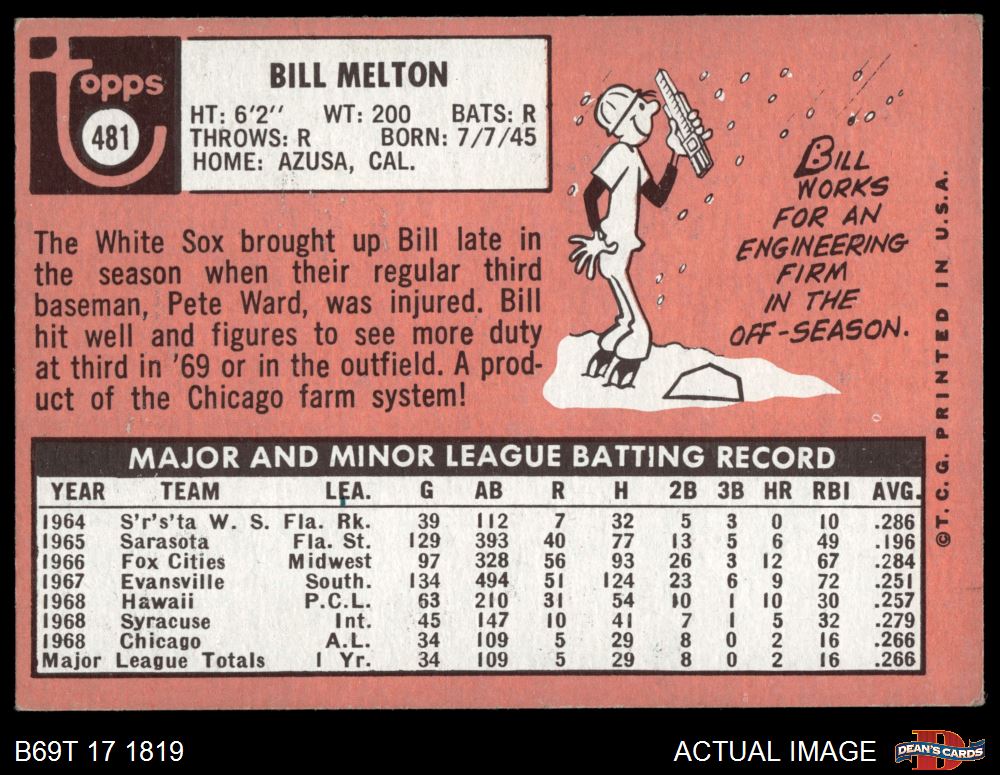 Topps
481
BILL MELTON
HT: 6'2" WT: 200 BATS: R
THROWS: R BORN: 7/7/45
HOME: AZUSA, CAL.
The White Sox brought up Bill late in
the season when their regular third
baseman, Pete Ward, was injured. Bill
hit well and figures to see more duty
at third in '69 or in the outfield. A prod-
uct of the Chicago farm system!
BILL
WORKS
FOR AN
ENGINEERING
FIRM
IN THE
OFF-SEASON.
©T. C. G. PRINTED IN U.S.A.
MAJOR AND MINOR LEAGUE BATTING RECORD
YEAR TEAM LEA. G AB R H 2B 3B HR RBI AVG.
1964 S'r's'ta W. S. Fla. Rk. 39 112 7 32 5 3 0 10 .286
1965 Sarasota Fla. St. 129 393 40 77 13 5 6 49 .196
1966 Fox Cities Midwest 97 328 56 93 26 3 12 67 .284
1967 Evansville South. 134 494 51 124 23 6 9 72 .251
1968 Hawaii P.C.L. 63 210 31 54 10 1 10 30 .257
1968 Syracuse Int. 45 147 10 41 7 1 5 32 .279
1968 Chicago A.L. 34 109 5 29 8 0 2 16 .266
Major League Totals 1 Yr. 34 109 5 29 8 0 2 16 .266
B69T 17 1819
ACTUAL IMAGE
DEAN'S CARDS